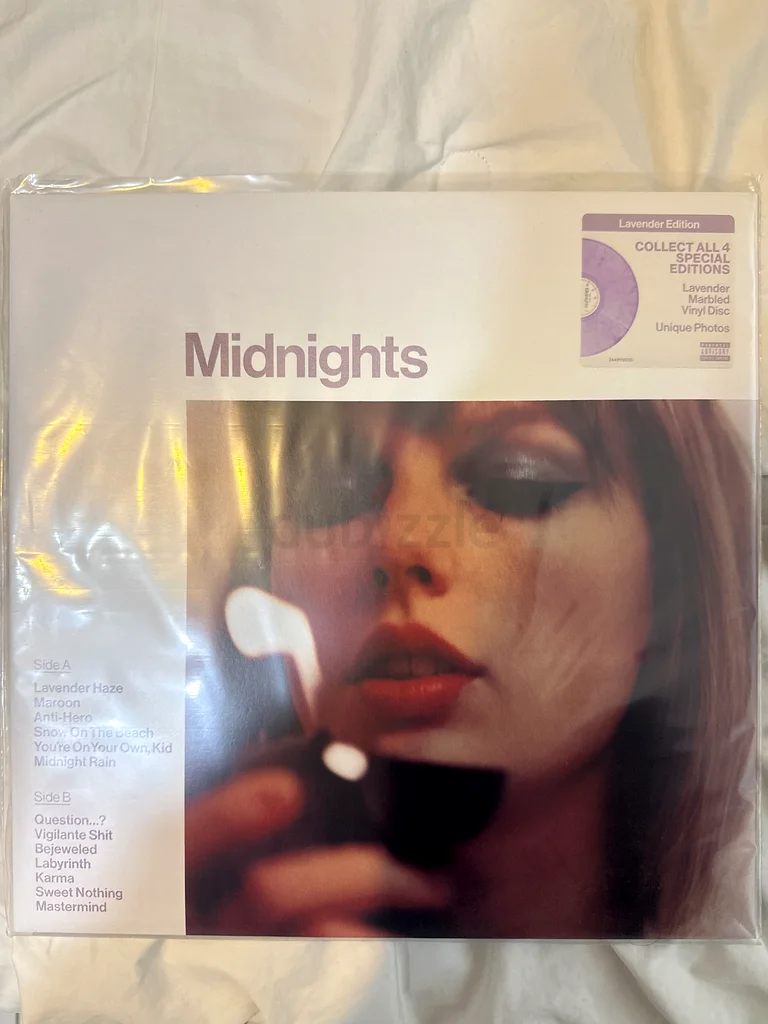 Lavender Edition
COLLECT ALL 4
SPECIAL
EDITIONS
Lavender
Marbled
Vinyl Disc
Unique Photos
PARENTAL
ADVISORY
Midnights
Side A
Lavender Haze
Maroon
Anti-Hero
Snow On The Beach
You're On Your Own, Kid
Midnight Rain
Side B
Question...?
Vigilante Shit
Bejeweled
Labyrinth
Karma
Sweet Nothing
Mastermind